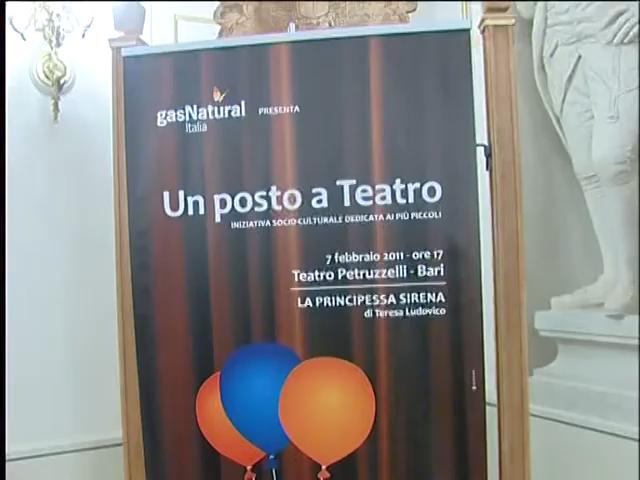 gasNatural
Italia
PRESENTA
Un posto a Teatro
INIZIATIVA SOCIO-CULTURALE DEDICATA AI PIÙ PICCOLI
7 febbraio 2011 - ore 17
Teatro Petruzzelli - Bari
LA PRINCIPESSA SIRENA
di Teresa Ludovico